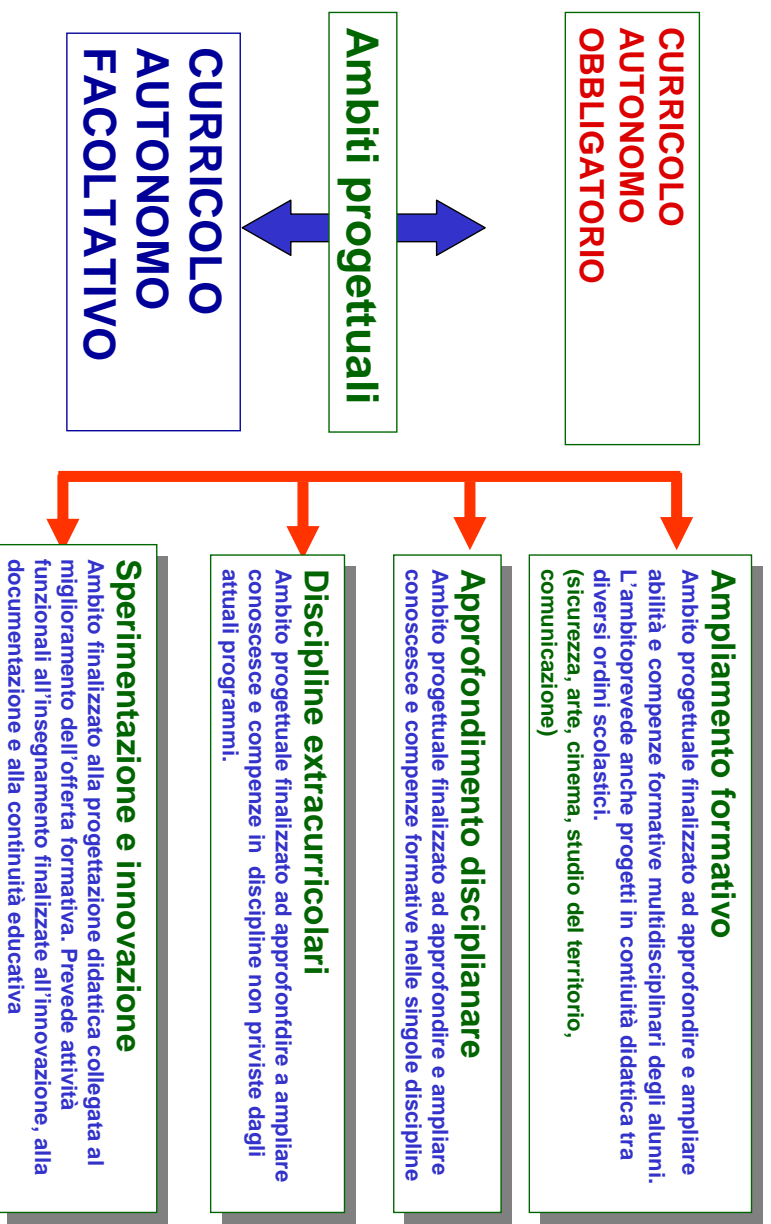 CURRICOLO
AUTONOMO
OBBLIGATORIO
Ambiti progettuali
CURRICOLO
AUTONOMO
FACOLTATIVO
Ampliamento formativo
Ambito progettuale finalizzato ad approfondire e ampliare
abilità e compenze formative multidisciplinari degli alunni.
L'ambitoprevede anche progetti in contiuità didattica tra
diversi ordini scolastici.
(sicurezza, arte, cinema, studio del territorio,
comunicazione)
Approfondimento disciplianare
Ambito progettuale finalizzato ad approfondire e ampliare
conoscesce e compenze formative nelle singole discipline
Discipline extracurricolari
Ambito progettuale finalizzato ad approfonfdire a ampliare
conoscesce e compenze in discipline non priviste dagli
attuali programmi.
Sperimentazione e innovazione
Ambito finalizzato alla progettazione didattica collegata al
miglioramento dell'offerta formativa. Prevede attività
funzionali all'insegnamento finalizzate all'innovazione, alla
documentazione e alla continuità educativa